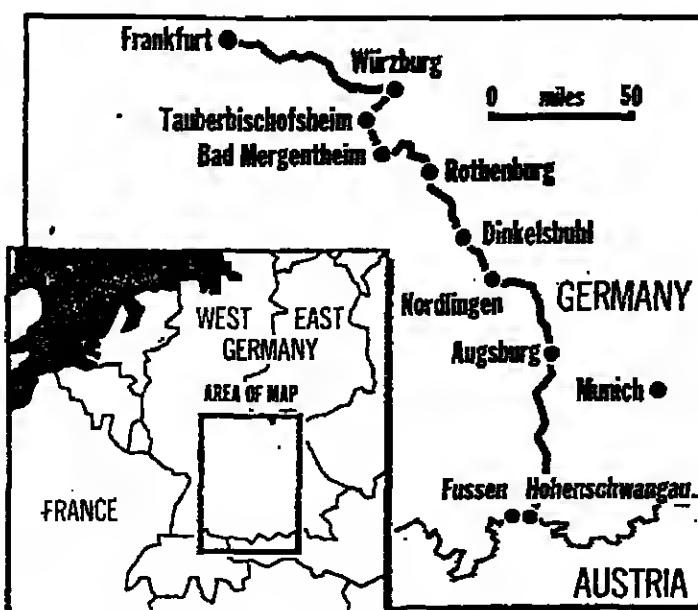 Frankfurt
Würzburg
0 miles 50
Tauberbischofsheim
Bad Mergentheim
Rothenburg
Dinkelsbuhl
Nordlingen
GERMANY
Augsburg
Munich
Fussen Hohenschwangau
AUSTRIA
WEST EAST
GERMANY
AREA OF MAP
FRANCE